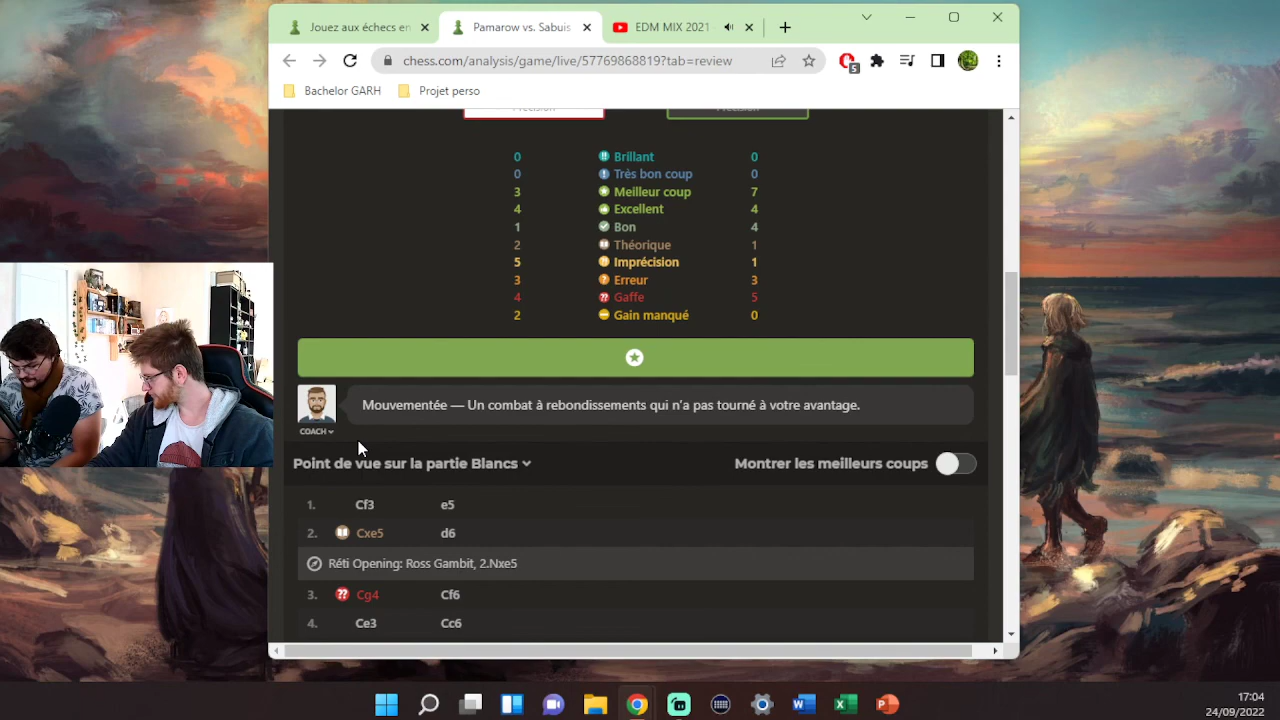 Jouez aux échecs en
Pamarow vs. Sabuis
EDM MIX 2021
chess.com/analysis/game/live/57769868819?tab=review
5
Bachelor GARH
Projet perso
0 Brillant 0
0 Très bon coup 0
3 Meilleur coup 7
4 Excellent 4
1 Bon 4
2 Théorique 1
5 Imprécision 1
3 Erreur 3
4 Gaffe 5
2 Gain manqué 0
Mouvementée — Un combat à rebondissements qui n'a pas tourné à votre avantage.
COACH
Point de vue sur la partie Blancs
Montrer les meilleurs coups
1. Cf3 e5
2. Cxe5 d6
Réti Opening: Ross Gambit, 2.Nxe5
3. ?? Cg4 Cf6
4. Ce3 Cc6
17:04
24/09/2022